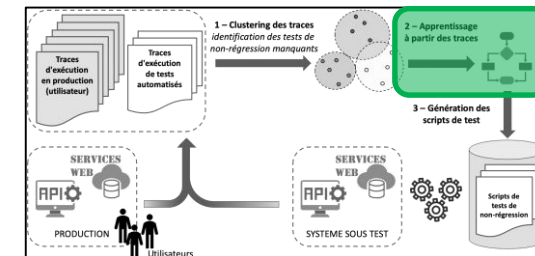 Traces
d'exécution
en production
(utilisateur)
Traces
d'exécution
de tests
automatisés
1 – Clustering des traces
identification des tests de
non-régression manquants
2 – Apprentissage
à partir des traces
3 – Génération des
scripts de test
SERVICES
WEB
API
PRODUCTION
Utilisateurs
SERVICES
WEB
API
SYSTEME SOUS TEST
Scripts de
tests de
non-régression